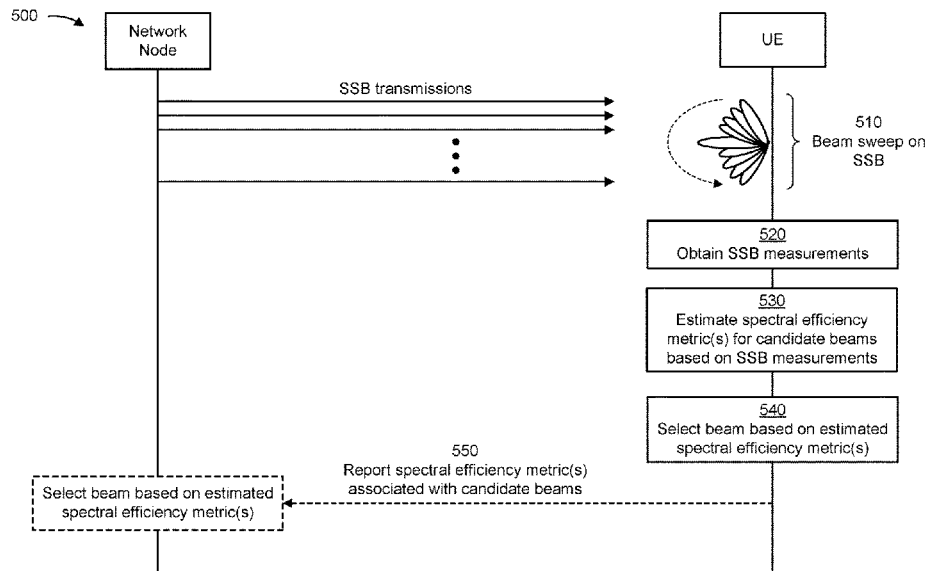 500
Network
Node
UE
SSB transmissions
510
Beam sweep on
SSB
520
Obtain SSB measurements
530
Estimate spectral efficiency
metric(s) for candidate beams
based on SSB measurements
540
Select beam based on estimated
spectral efficiency metric(s)
550
Report spectral efficiency metric(s)
associated with candidate beams
Select beam based on estimated
spectral efficiency metric(s)